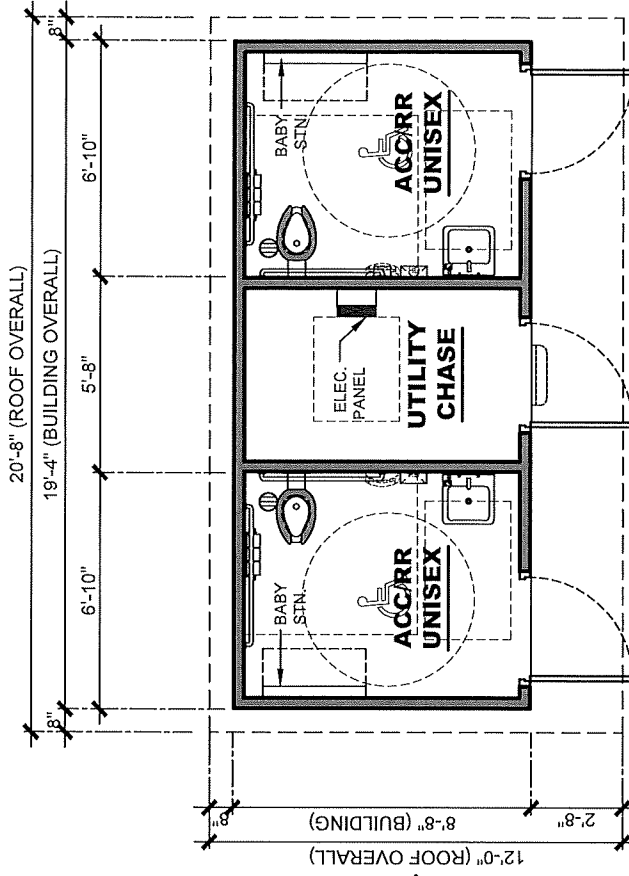 20'-8" (ROOF OVERALL)
19'-4" (BUILDING OVERALL)
8"
6'-10"
5'-8"
6'-10"
8"
BABY
STN.
ACC/RR
UNISEX
ELEC.
PANEL
UTILITY
CHASE
BABY
STN.
ACC/RR
UNISEX
8"
8'-8" (BUILDING)
2'-8"
12'-0" (ROOF OVERALL)